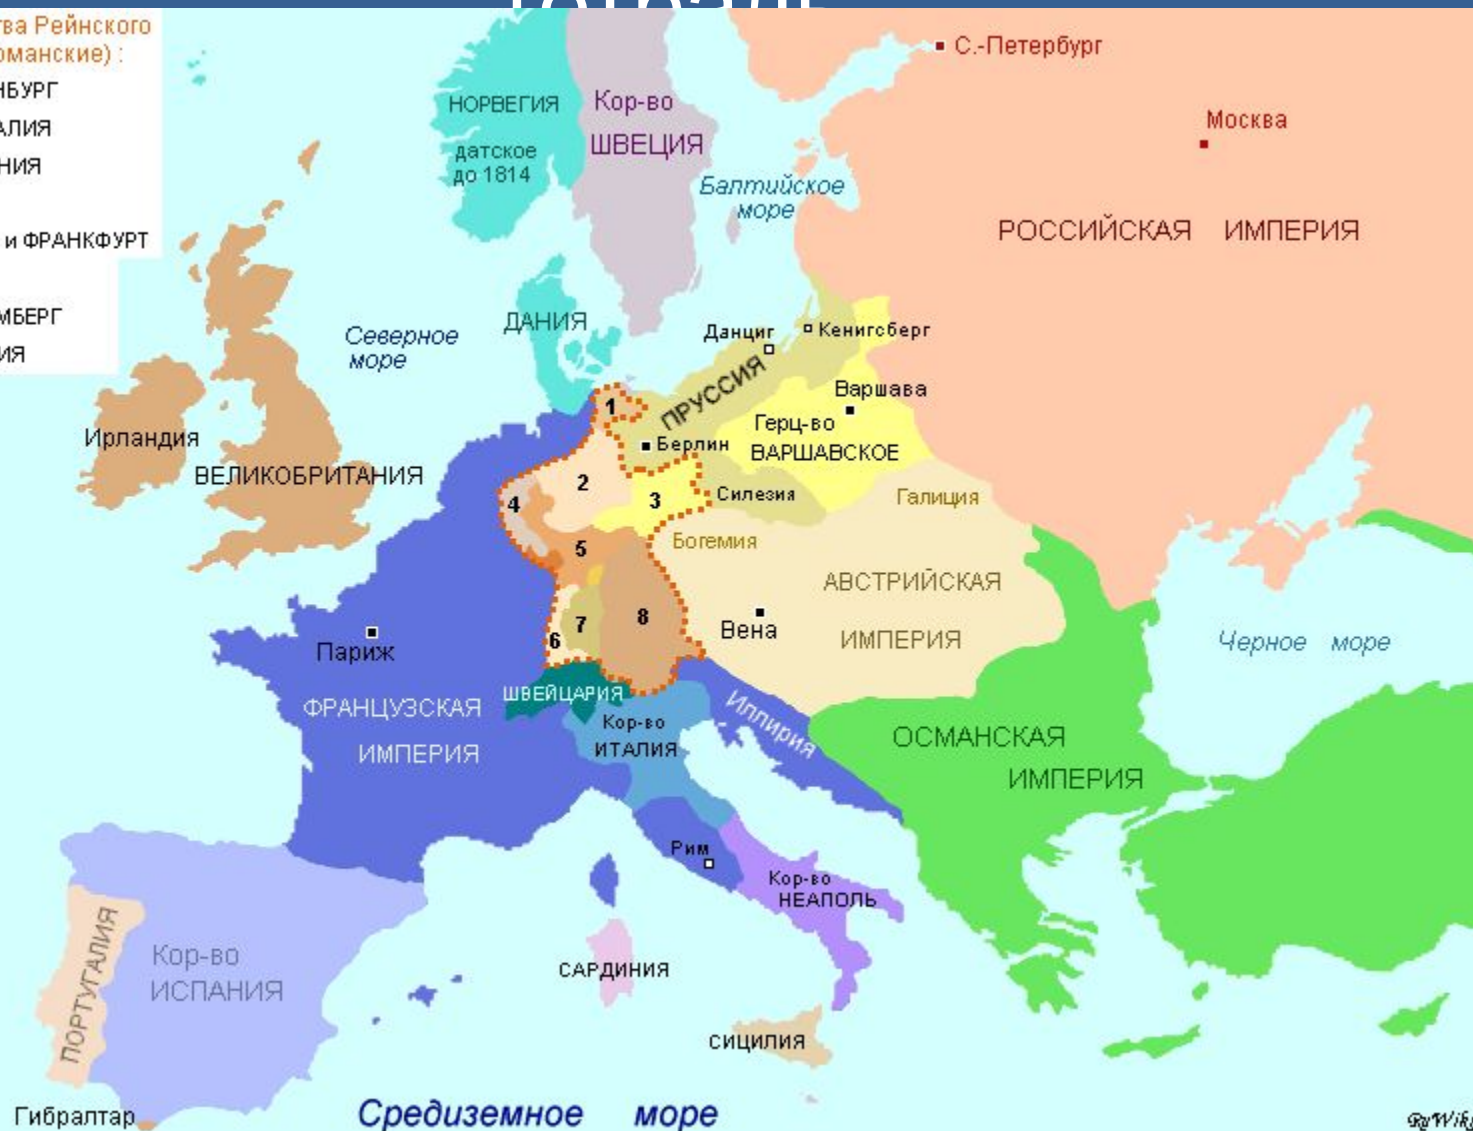 тва Рейнского
рманские) :
НБУРГ
АЛИЯ
НИЯ
и ФРАНКФУРТ
МБЕРГ
ИЯ
С.-Петербург
Москва
РОССИЙСКАЯ ИМПЕРИЯ
НОРВЕГИЯ
датское
до 1814
Кор-во
ШВЕЦИЯ
Балтийское
море
Северное
море
ДАНИЯ
Данциг
Кенигсберг
ПРУССИЯ
Варшава
Герц-во
ВАРШАВСКОЕ
Берлин
Ирландия
ВЕЛИКОБРИТАНИЯ
1
2
3
4
5
6
7
8
Силезия
Галиция
Богемия
АВСТРИЙСКАЯ
ИМПЕРИЯ
Вена
Черное море
Париж
ФРАНЦУЗСКАЯ
ИМПЕРИЯ
ШВЕЙЦАРИЯ
Кор-во
ИТАЛИЯ
Иллирия
ОСМАНСКАЯ
ИМПЕРИЯ
Рим
Кор-во
НЕАПОЛЬ
САРДИНИЯ
СИЦИЛИЯ
ПОРТУГАЛИЯ
Кор-во
ИСПАНИЯ
Гибралтар
Средиземное море